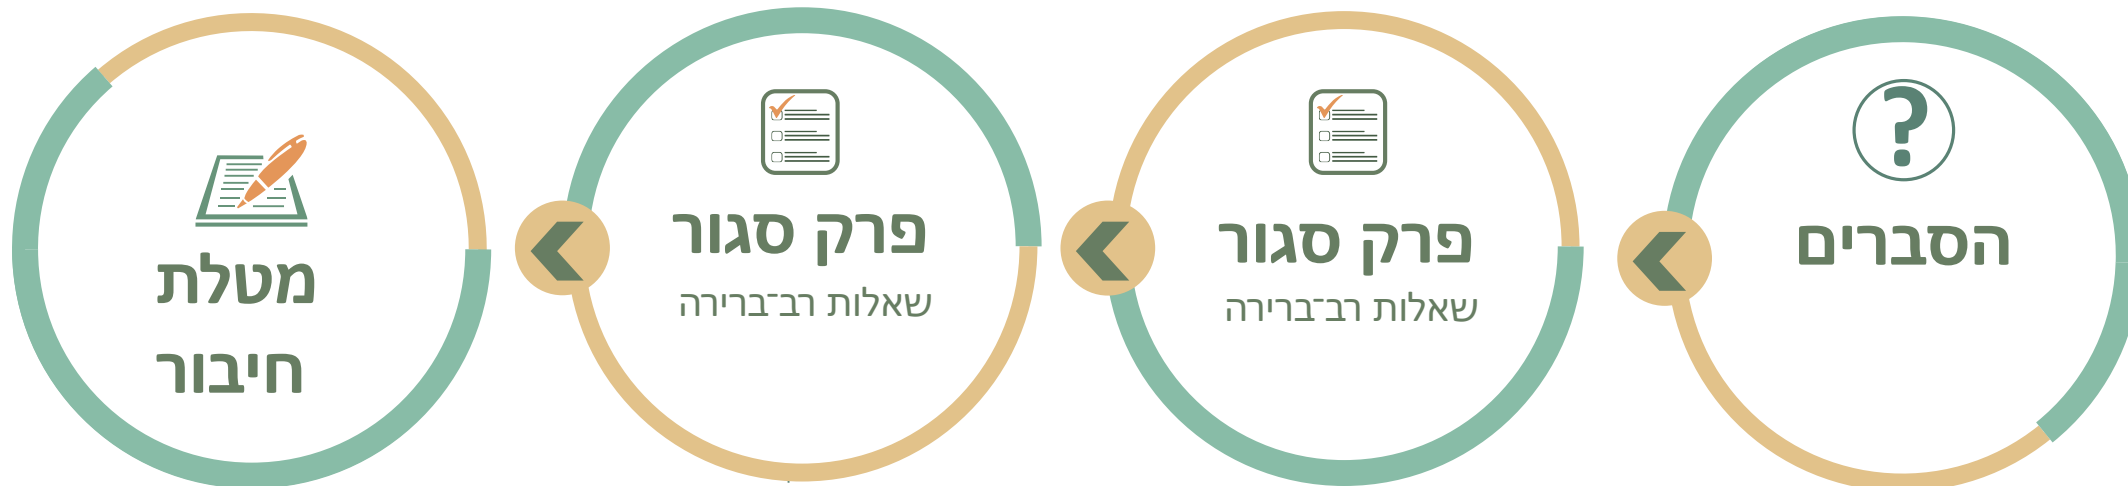 הסברים
פרק סגור
שאלות רב־ברירה
פרק סגור
שאלות רב־ברירה
מטלת
חיבור